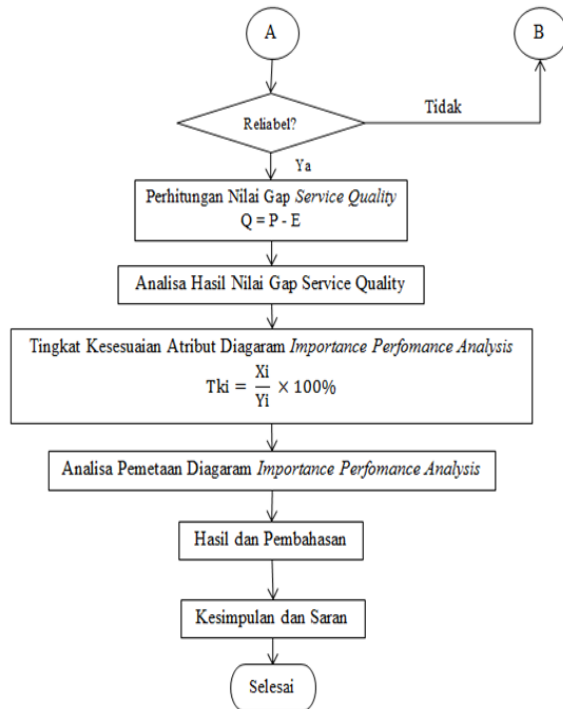 A
B
Reliabel?
Tidak
Ya
Perhitungan Nilai Gap Service Quality
Q = P - E
Analisa Hasil Nilai Gap Service Quality
Tingkat Kesesuaian Atribut Diagaram Importance Perfomance Analysis
Tki = Xi/Yi × 100%
Analisa Pemetaan Diagaram Importance Perfomance Analysis
Hasil dan Pembahasan
Kesimpulan dan Saran
Selesai